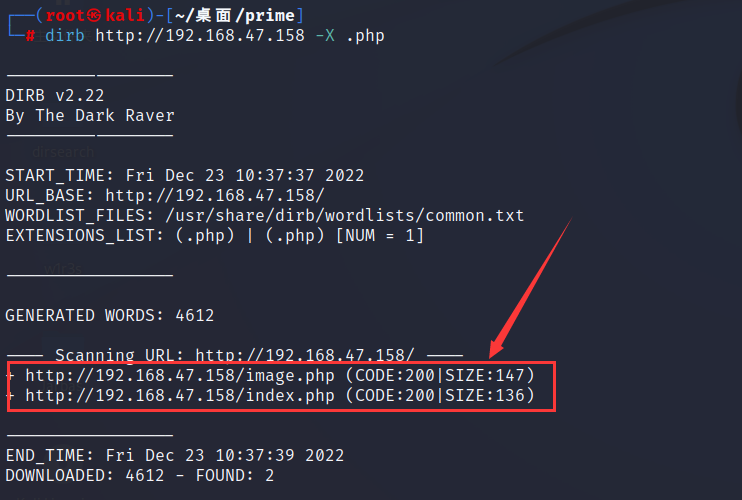 ┌──(root㉿kali)-[~/桌面/prime]
└─# dirb http://192.168.47.158 -X .php
-----------------
DIRB v2.22
By The Dark Raver
-----------------
dirsearch
START_TIME: Fri Dec 23 10:37:37 2022
URL_BASE: http://192.168.47.158/
WORDLIST_FILES: /usr/share/dirb/wordlists/common.txt
EXTENSIONS_LIST: (.php) | (.php) [NUM = 1]
-----------------
GENERATED WORDS: 4612
---- Scanning URL: http://192.168.47.158/ ----
+ http://192.168.47.158/image.php (CODE:200|SIZE:147)
+ http://192.168.47.158/index.php (CODE:200|SIZE:136)
-----------------
END_TIME: Fri Dec 23 10:37:39 2022
DOWNLOADED: 4612 - FOUND: 2